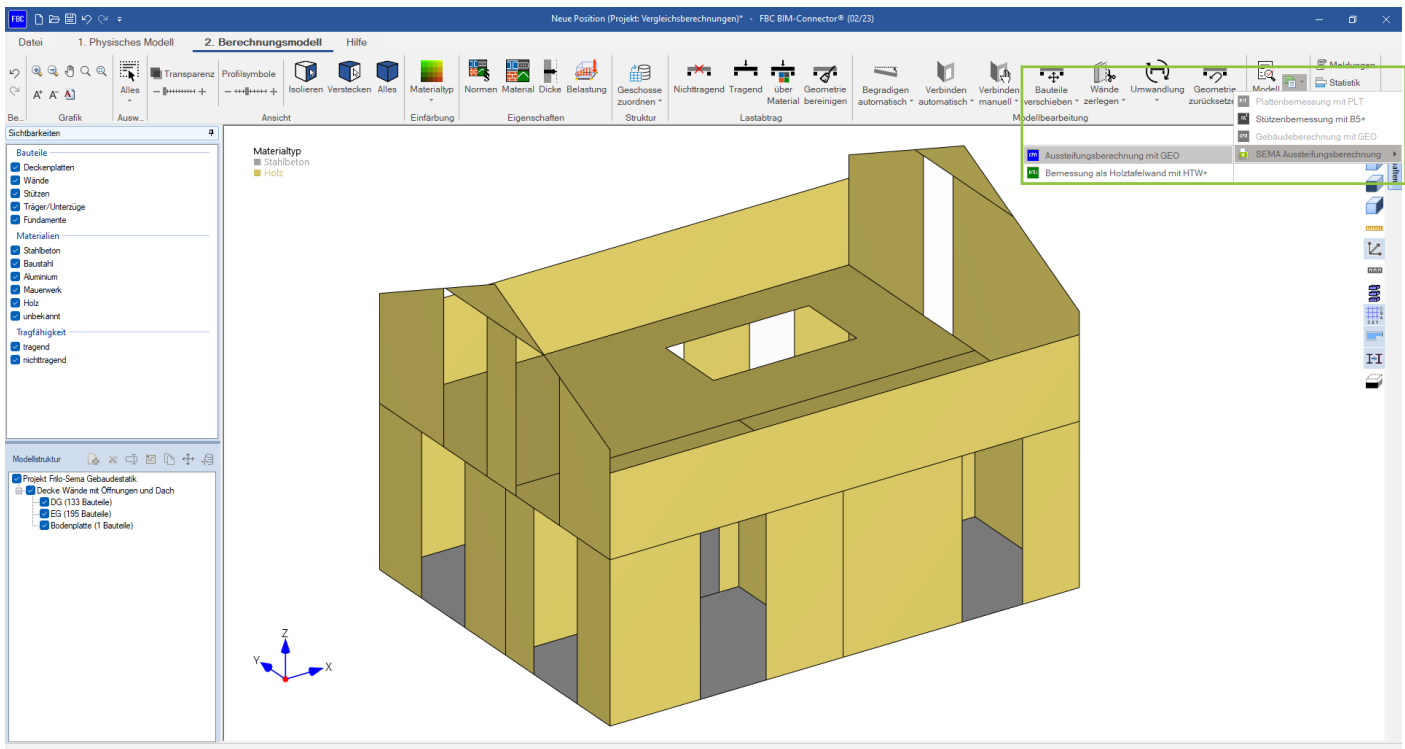 FBC
Neue Position (Projekt: Vergleichsberechnungen)* - FBC BIM-Connector® (02/23)
Datei 1. Physisches Modell 2. Berechnungsmodell Hilfe
Transparenz Profilsymbole
Alles
Isolieren Verstecken Alles
Materialtyp
Normen Material Dicke Belastung
Geschosse zuordnen
Nichttragend Tragend über Material Geometrie bereinigen
Begradigen automatisch Verbinden automatisch Verbinden manuell Bauteile verschieben Wände zerlegen Umwandlung Geometrie zurücksetzen
Modell
Meldungen
Statistik
Be... Grafik Ausw... Ansicht Einfärbung Eigenschaften Struktur Lastabtrag Modellbearbeitung
Plattenbemessung mit PLT
Stützenbemessung mit B5+
Gebäudeberechnung mit GEO
SEMA Aussteifungsberechnung
Aussteifungsberechnung mit GEO
Bemessung als Holztafelwand mit HTW+
Sichtbarkeiten
Bauteile
Deckenplatten
Wände
Stützen
Träger/Unterzüge
Fundamente
Materialien
Stahlbeton
Baustahl
Aluminium
Mauerwerk
Holz
unbekannt
Tragfähigkeit
tragend
nichttragend
Modellstruktur
Projekt Frilo-Sema Gebaudestatik
Decke Wände mit Öffnungen und Dach
DG (133 Bauteile)
EG (195 Bauteile)
Bodenplatte (1 Bauteile)
Materialtyp
Stahlbeton
Holz
Z
Y
X